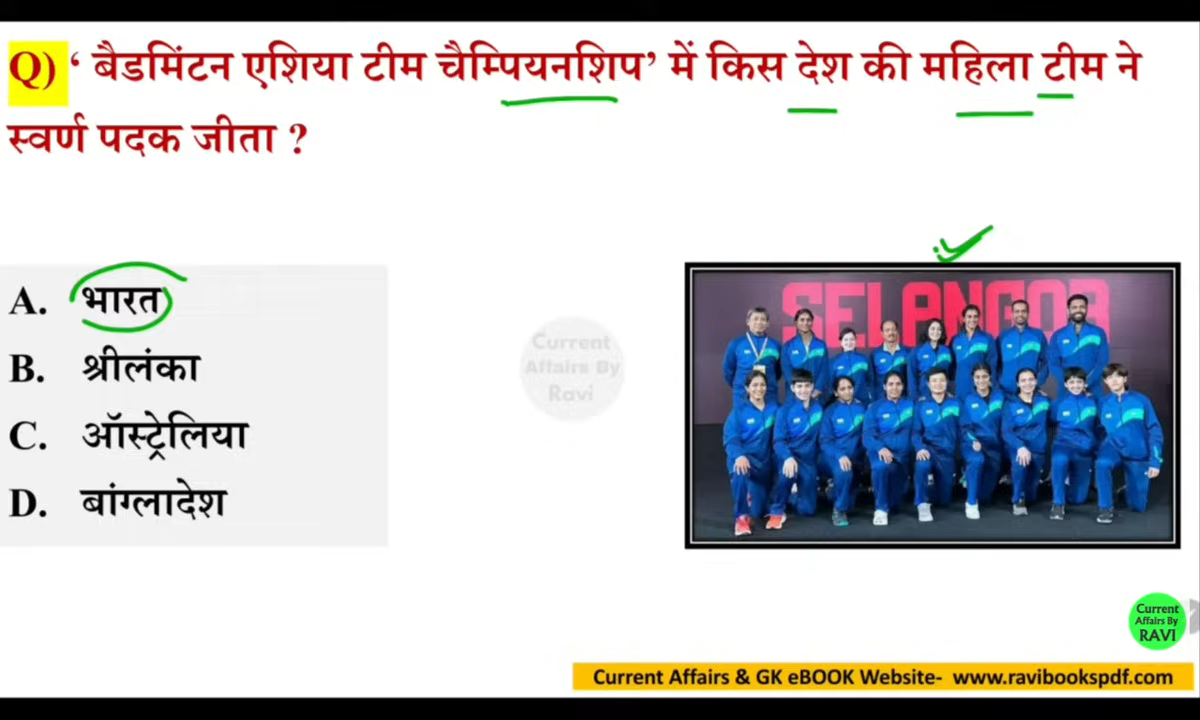 Q) ‘ बैडमिंटन एशिया टीम चैम्पियनशिप’ में किस देश की महिला टीम ने
स्वर्ण पदक जीता ?
A. भारत
B. श्रीलंका
C. ऑस्ट्रेलिया
D. बांग्लादेश
Current
Affairs By
Ravi
SELANGOR
Current
Affairs By
RAVI
Current Affairs & GK eBOOK Website- www.ravibookspdf.com